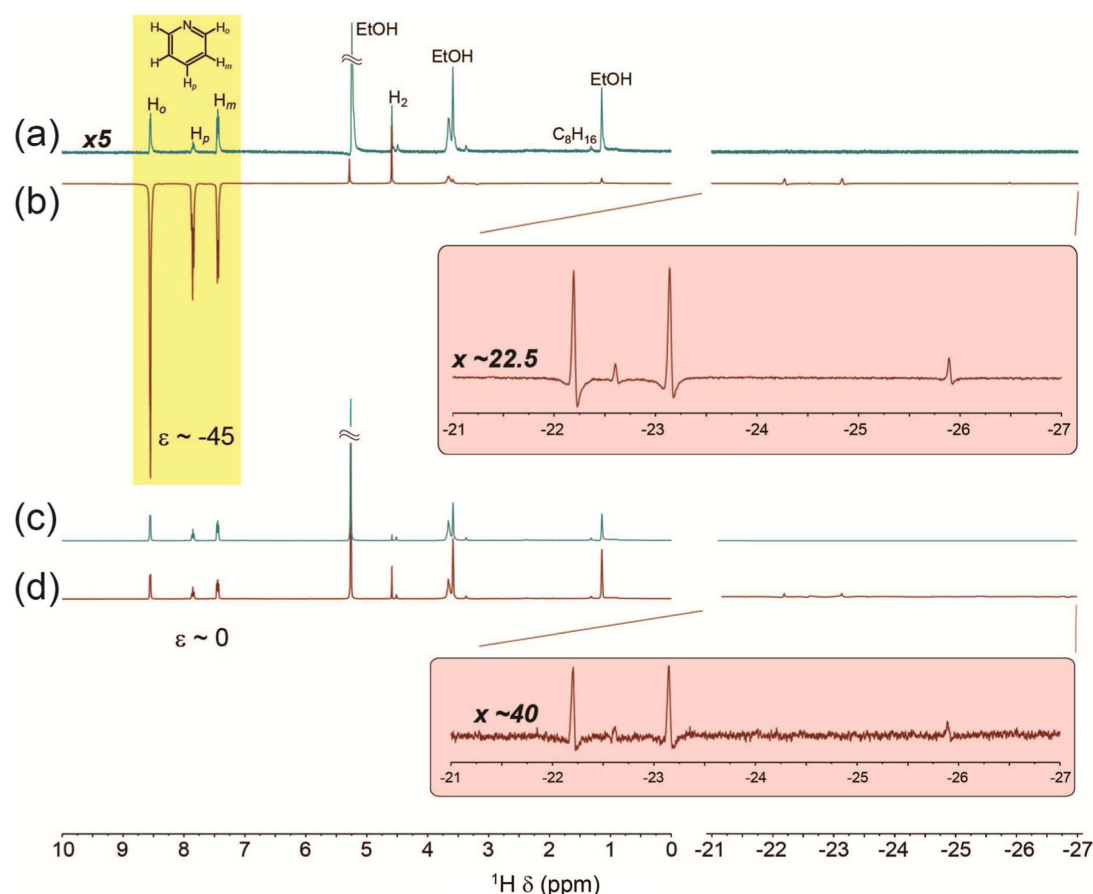 N
H Hₒ
H Hₘ
Hₚ
EtOH
EtOH
EtOH
Hₒ
Hₚ
Hₘ
H₂
C₈H₁₆
(a) x5
(b)
x ~22.5
-21 -22 -23 -24 -25 -26 -27
ε ~ -45
(c)
(d)
ε ~ 0
x ~40
-21 -22 -23 -24 -25 -26 -27
10 9 8 7 6 5 4 3 2 1 0 -21 -22 -23 -24 -25 -26 -27
¹H δ (ppm)